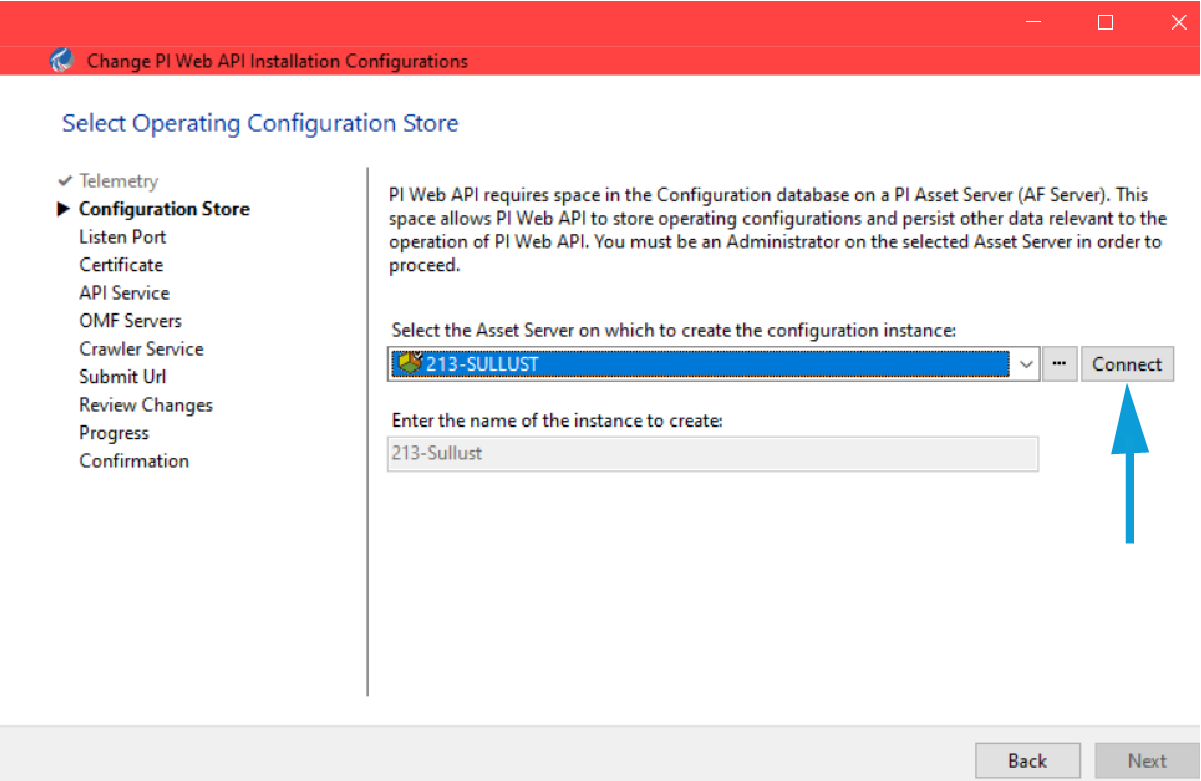 Change PI Web API Installation Configurations
Select Operating Configuration Store
Telemetry
Configuration Store
Listen Port
Certificate
API Service
OMF Servers
Crawler Service
Submit Url
Review Changes
Progress
Confirmation
PI Web API requires space in the Configuration database on a PI Asset Server (AF Server). This
space allows PI Web API to store operating configurations and persist other data relevant to the
operation of PI Web API. You must be an Administrator on the selected Asset Server in order to
proceed.
Select the Asset Server on which to create the configuration instance:
213-SULLUST
... Connect
Enter the name of the instance to create:
213-Sullust
Back Next